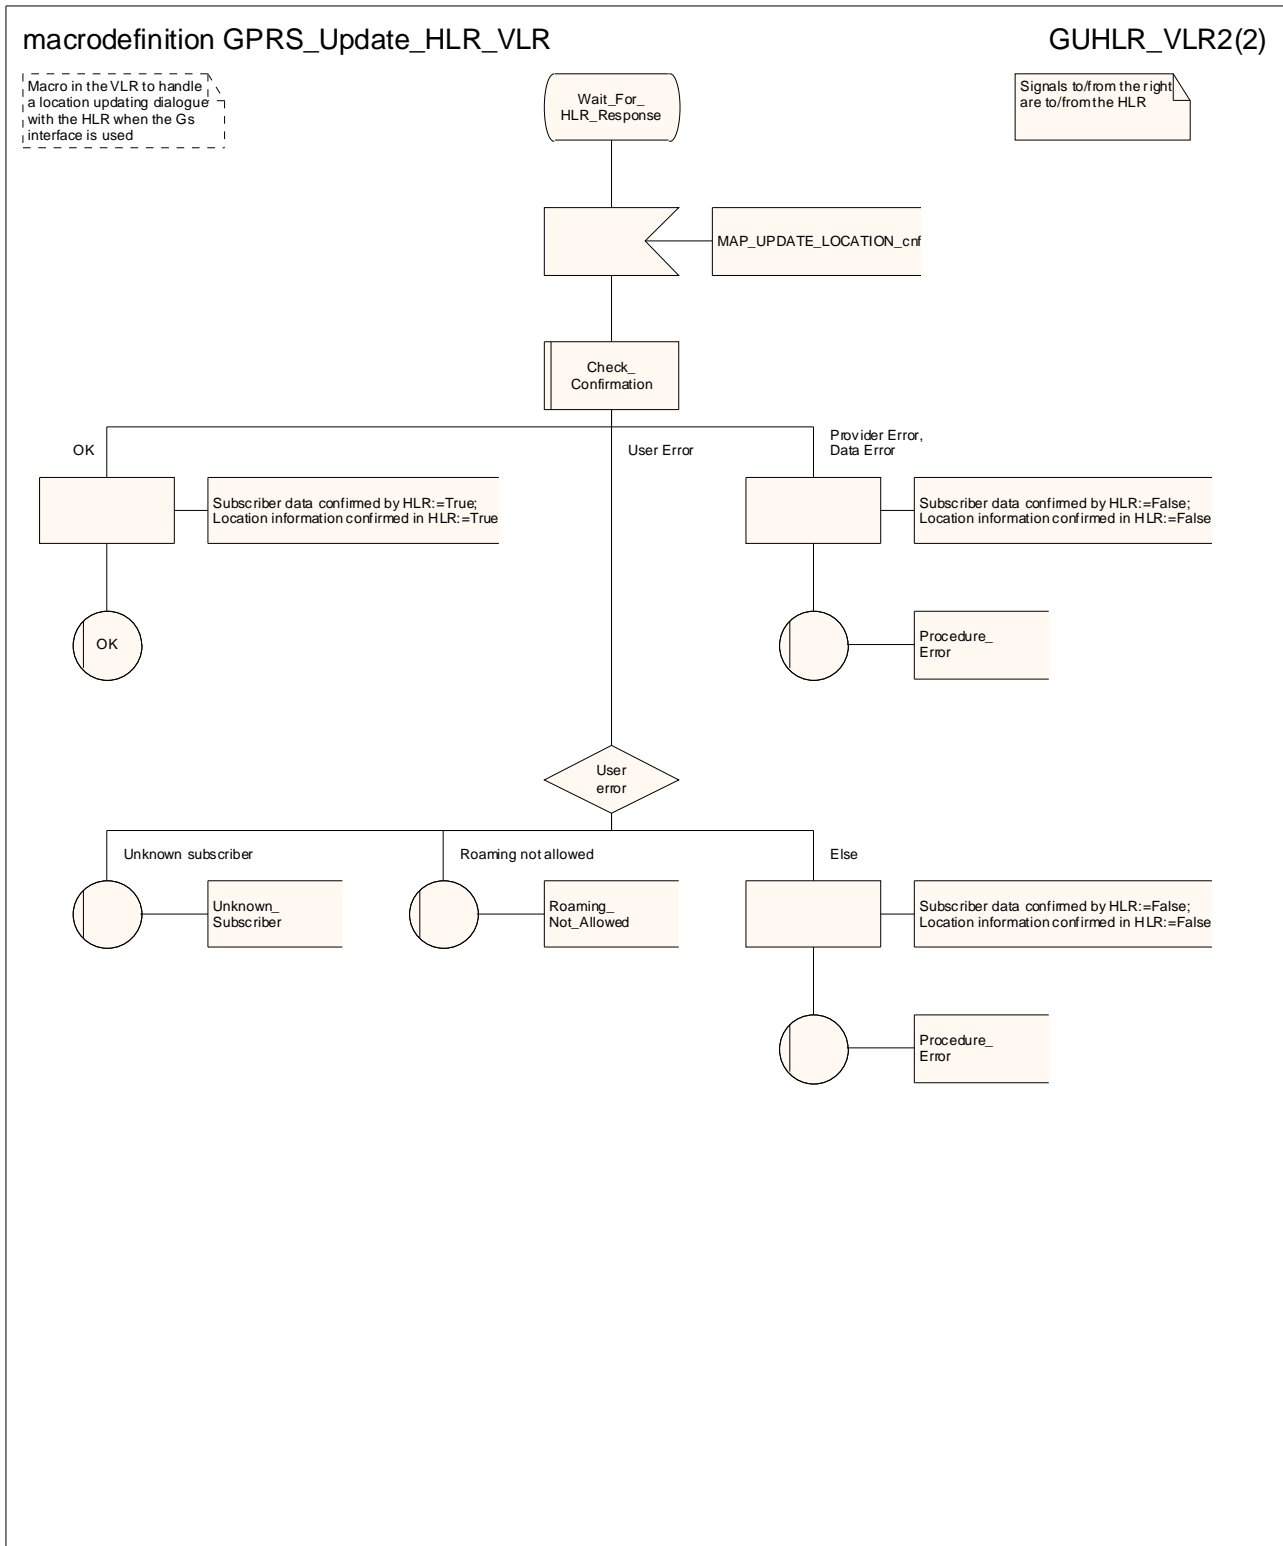 macrodefinition GPRS_Update_HLR_VLR
GUHLR_VLR2(2)
Macro in the VLR to handle
a location updating dialogue
with the HLR when the Gs
interface is used
Wait_For_
HLR_Response
Signals to/from the right
are to/from the HLR
MAP_UPDATE_LOCATION_cnf
Check_
Confirmation
OK
User Error
Provider Error,
Data Error
Subscriber data confirmed by HLR:=True;
Location information confirmed in HLR:=True
Subscriber data confirmed by HLR:=False;
Location information confirmed in HLR:=False
OK
Procedure_
Error
User
error
Unknown subscriber
Roaming not allowed
Else
Unknown_
Subscriber
Roaming_
Not_Allowed
Subscriber data confirmed by HLR:=False;
Location information confirmed in HLR:=False
Procedure_
Error